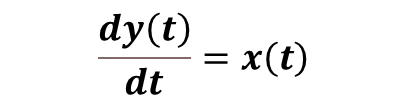 dy(t)/dt = x(t)